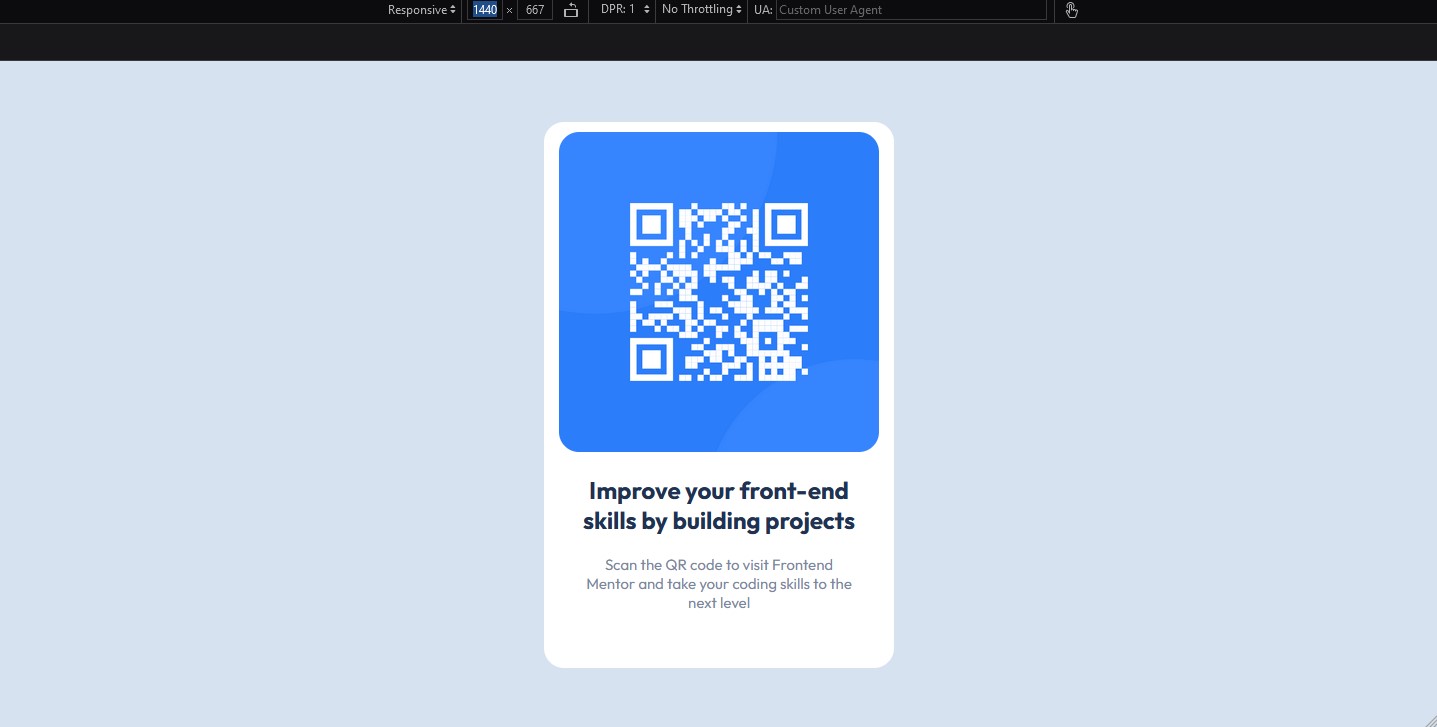 Responsive 1440 × 667 DPR: 1 No Throttling UA: Custom User Agent
Improve your front-end
skills by building projects
Scan the QR code to visit Frontend
Mentor and take your coding skills to the
next level